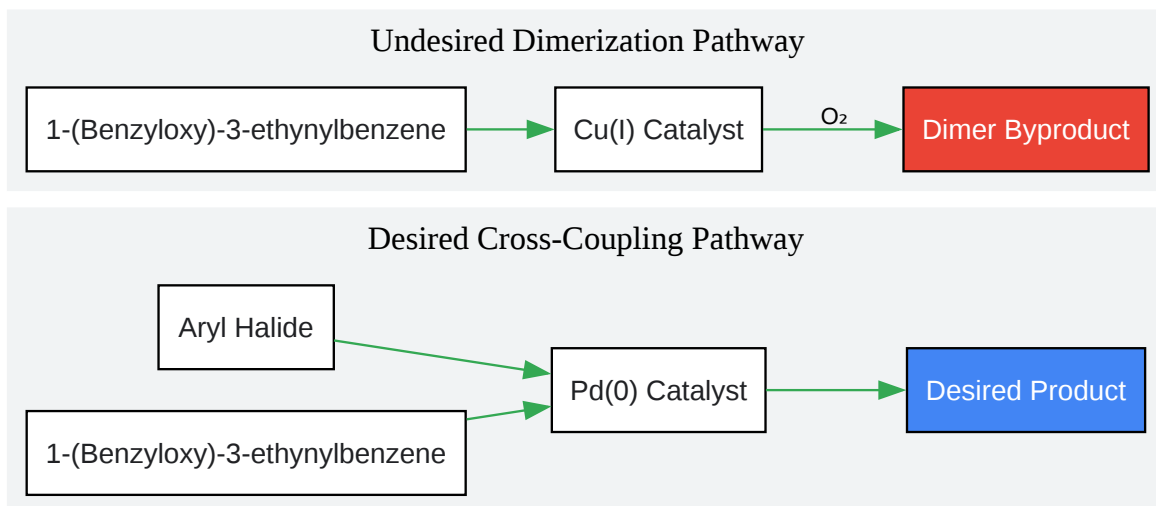 Undesired Dimerization Pathway
1-(Benzyloxy)-3-ethynylbenzene
Cu(I) Catalyst
O₂
Dimer Byproduct
Desired Cross-Coupling Pathway
Aryl Halide
1-(Benzyloxy)-3-ethynylbenzene
Pd(0) Catalyst
Desired Product